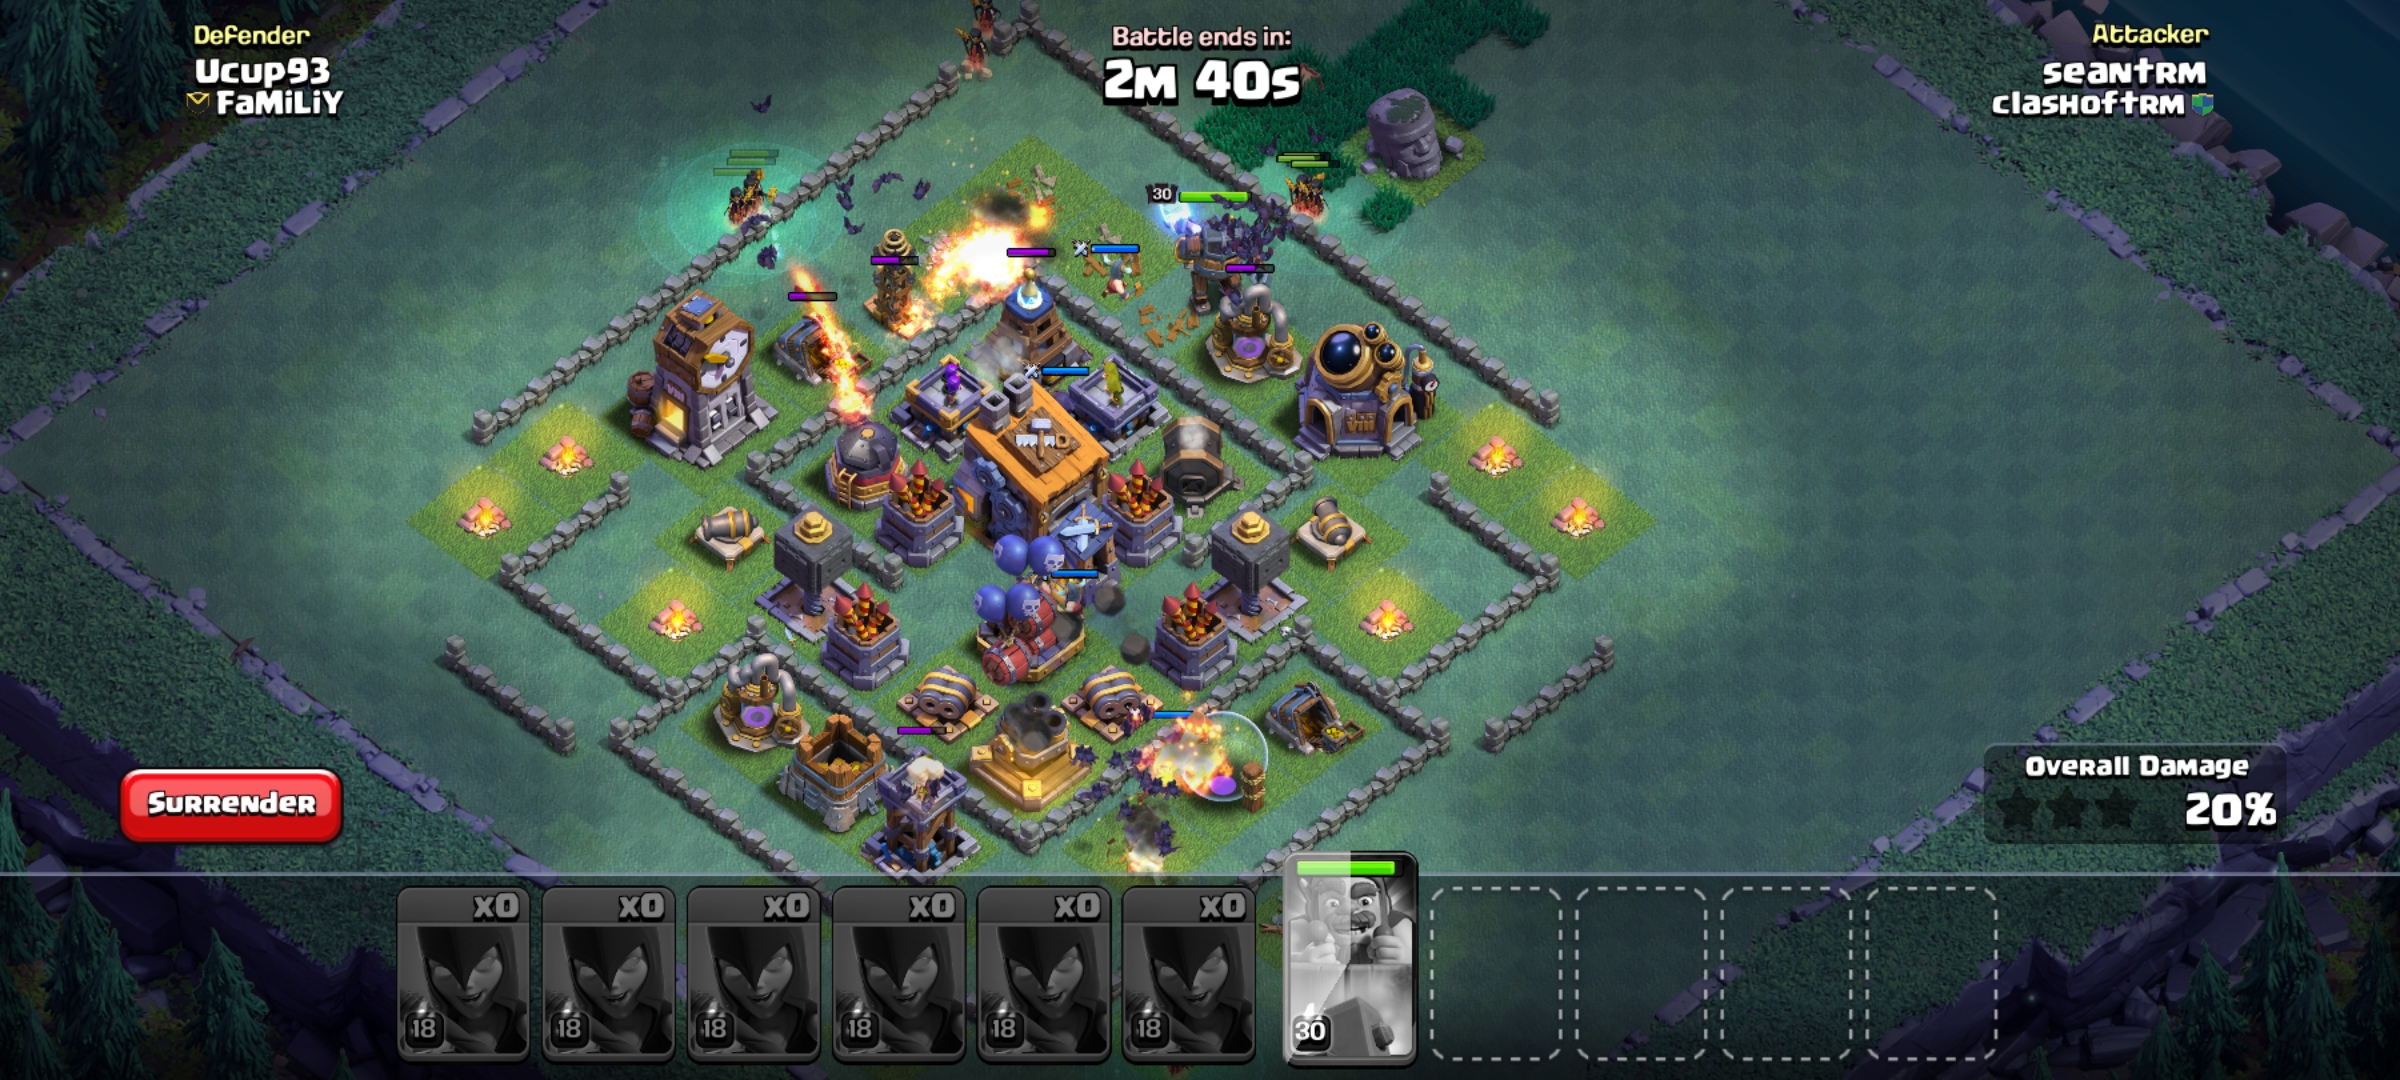 Defender
Ucup93
FaMiLiY
Battle ends in:
2M 40s
Attacker
seantRM
clashoftRM
30
VIII
Surrender
Overall Damage
20%
x0
x0
x0
x0
x0
x0
18
18
18
18
18
18
30